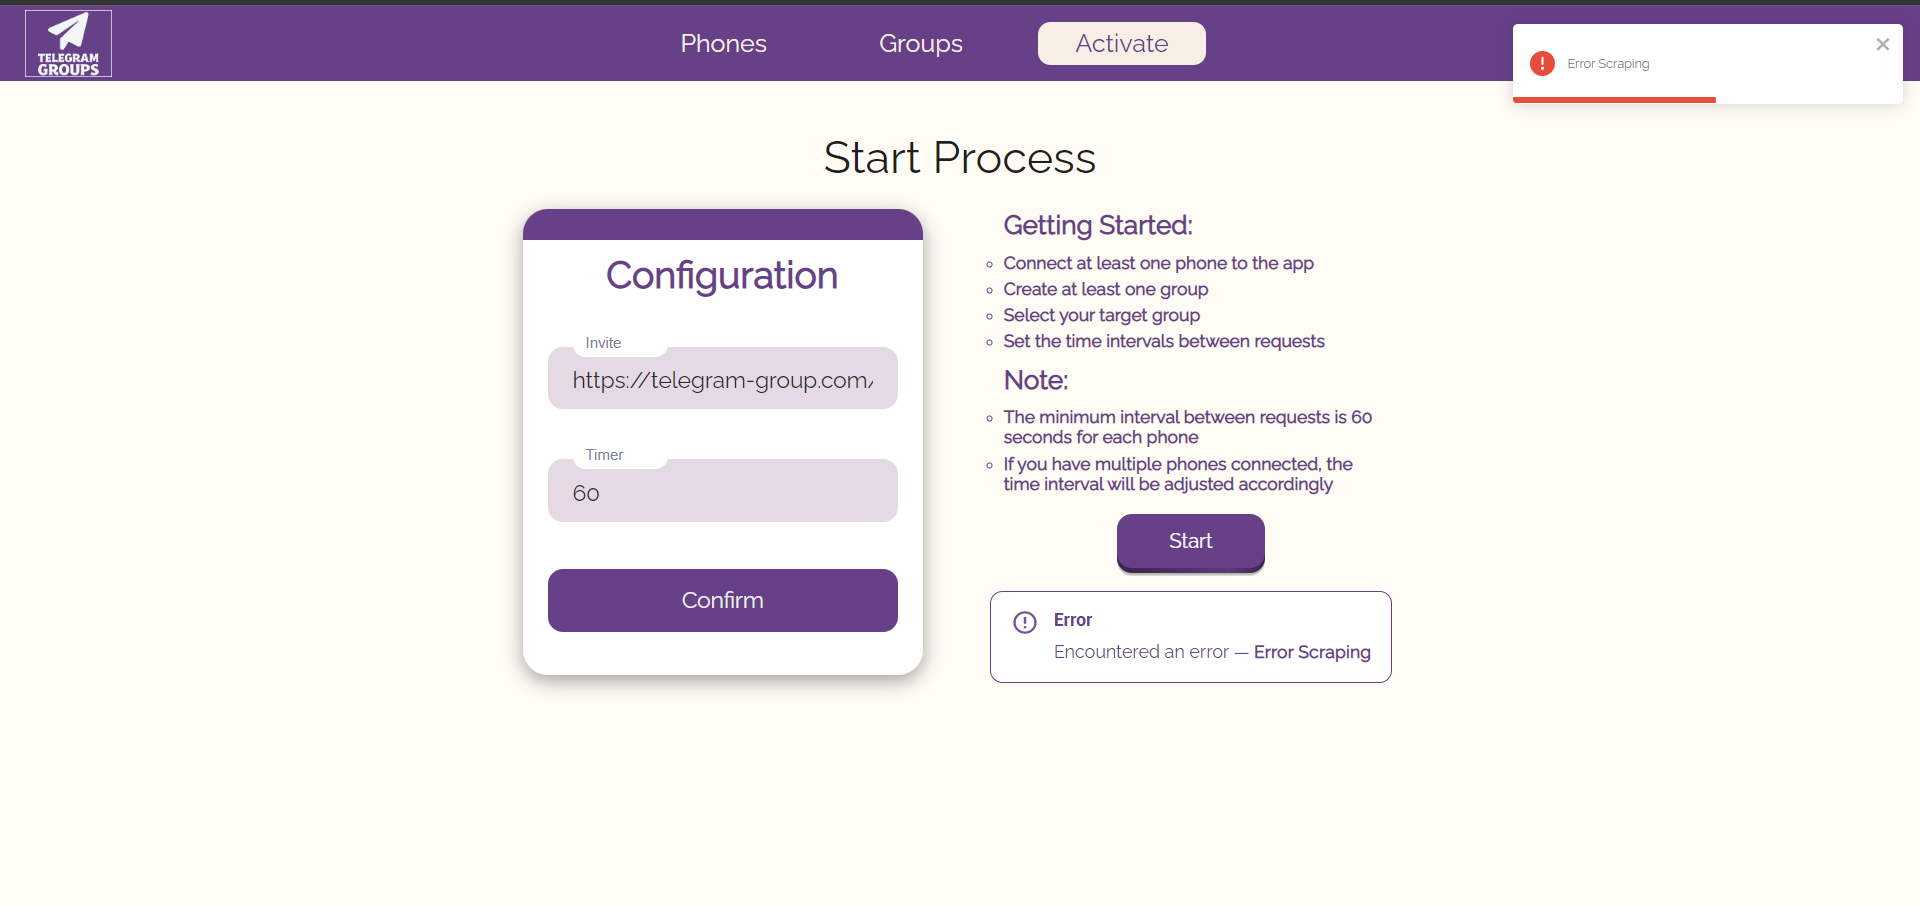 TELEGRAM
GROUPS
Phones
Groups
Activate
Error Scraping
Start Process
Configuration
Invite
https://telegram-group.com/
Timer
60
Confirm
Getting Started:
Connect at least one phone to the app
Create at least one group
Select your target group
Set the time intervals between requests
Note:
The minimum interval between requests is 60
seconds for each phone
If you have multiple phones connected, the
time interval will be adjusted accordingly
Start
Error
Encountered an error — Error Scraping